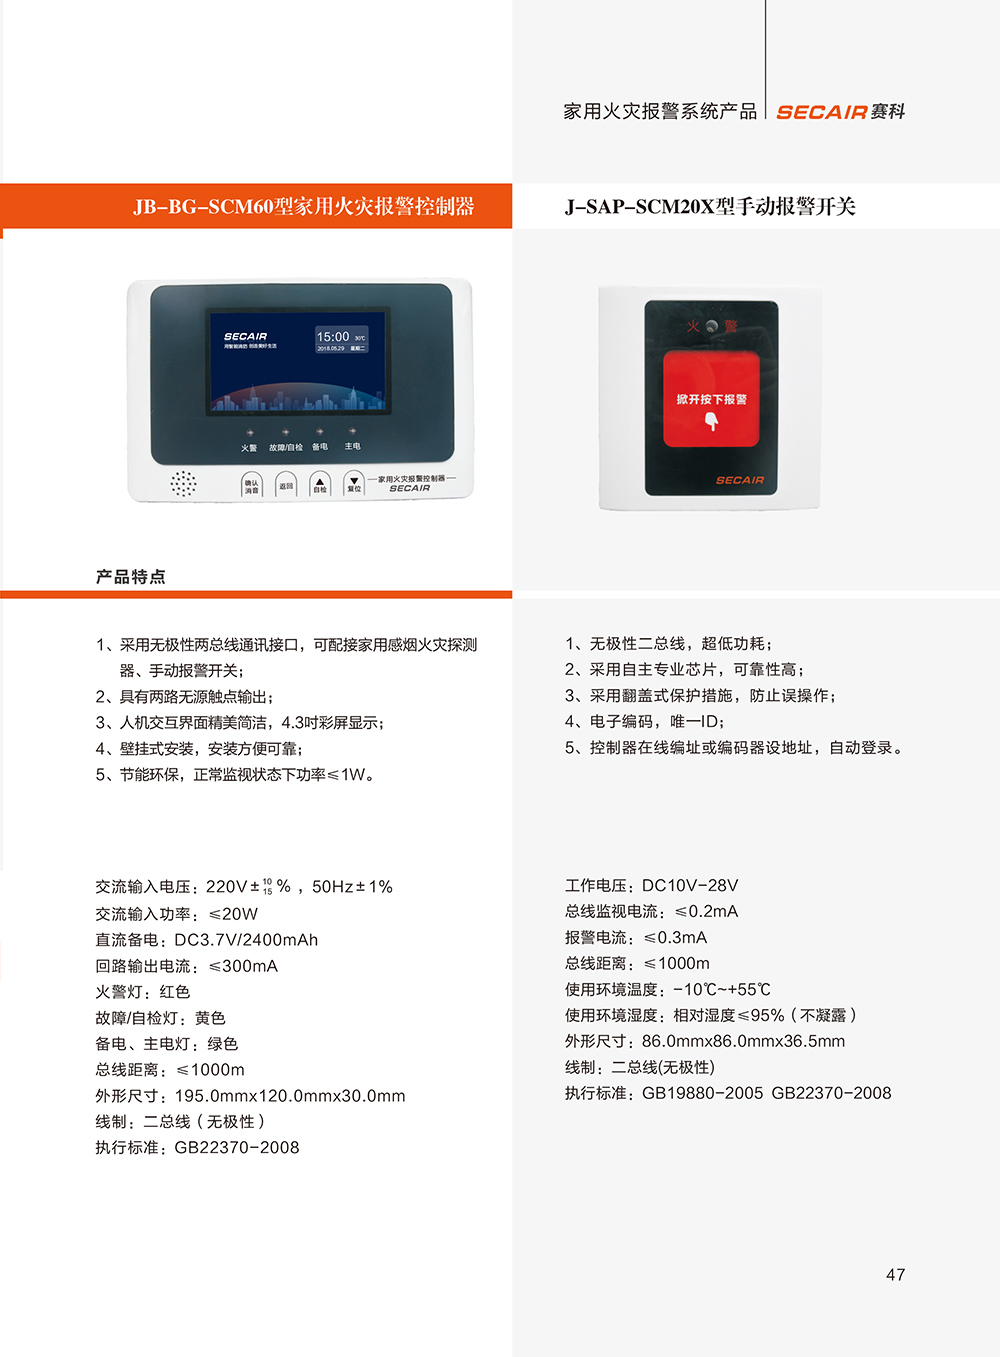 家用火灾报警系统产品
SECAIR赛科
JB-BG-SCM60型家用火灾报警控制器
SECAIR
用智能消防 创造美好生活
15:00 30℃
2018.05.29 星期二
火警 故障/自检 备电 主电
确认
消音
返回
自检
复位
家用火灾报警控制器
SECAIR
产品特点
1、采用无极性两总线通讯接口，可配接家用感烟火灾探测
器、手动报警开关；
2、具有两路无源触点输出；
3、人机交互界面精美简洁，4.3吋彩屏显示；
4、壁挂式安装，安装方便可靠；
5、节能环保，正常监视状态下功率≤1W。
交流输入电压：220V±10 15%，50Hz±1%
交流输入功率：≤20W
直流备电：DC3.7V/2400mAh
回路输出电流：≤300mA
火警灯：红色
故障/自检灯：黄色
备电、主电灯：绿色
总线距离：≤1000m
外形尺寸：195.0mmx120.0mmx30.0mm
线制：二总线（无极性）
执行标准：GB22370-2008
J-SAP-SCM20X型手动报警开关
火 警
掀开按下报警
SECAIR
1、无极性二总线，超低功耗；
2、采用自主专业芯片，可靠性高；
3、采用翻盖式保护措施，防止误操作；
4、电子编码，唯一ID；
5、控制器在线编址或编码器设地址，自动登录。
工作电压：DC10V-28V
总线监视电流：≤0.2mA
报警电流：≤0.3mA
总线距离：≤1000m
使用环境温度：-10℃~+55℃
使用环境湿度：相对湿度≤95%（不凝露）
外形尺寸：86.0mmx86.0mmx36.5mm
线制：二总线(无极性)
执行标准：GB19880-2005 GB22370-2008
47